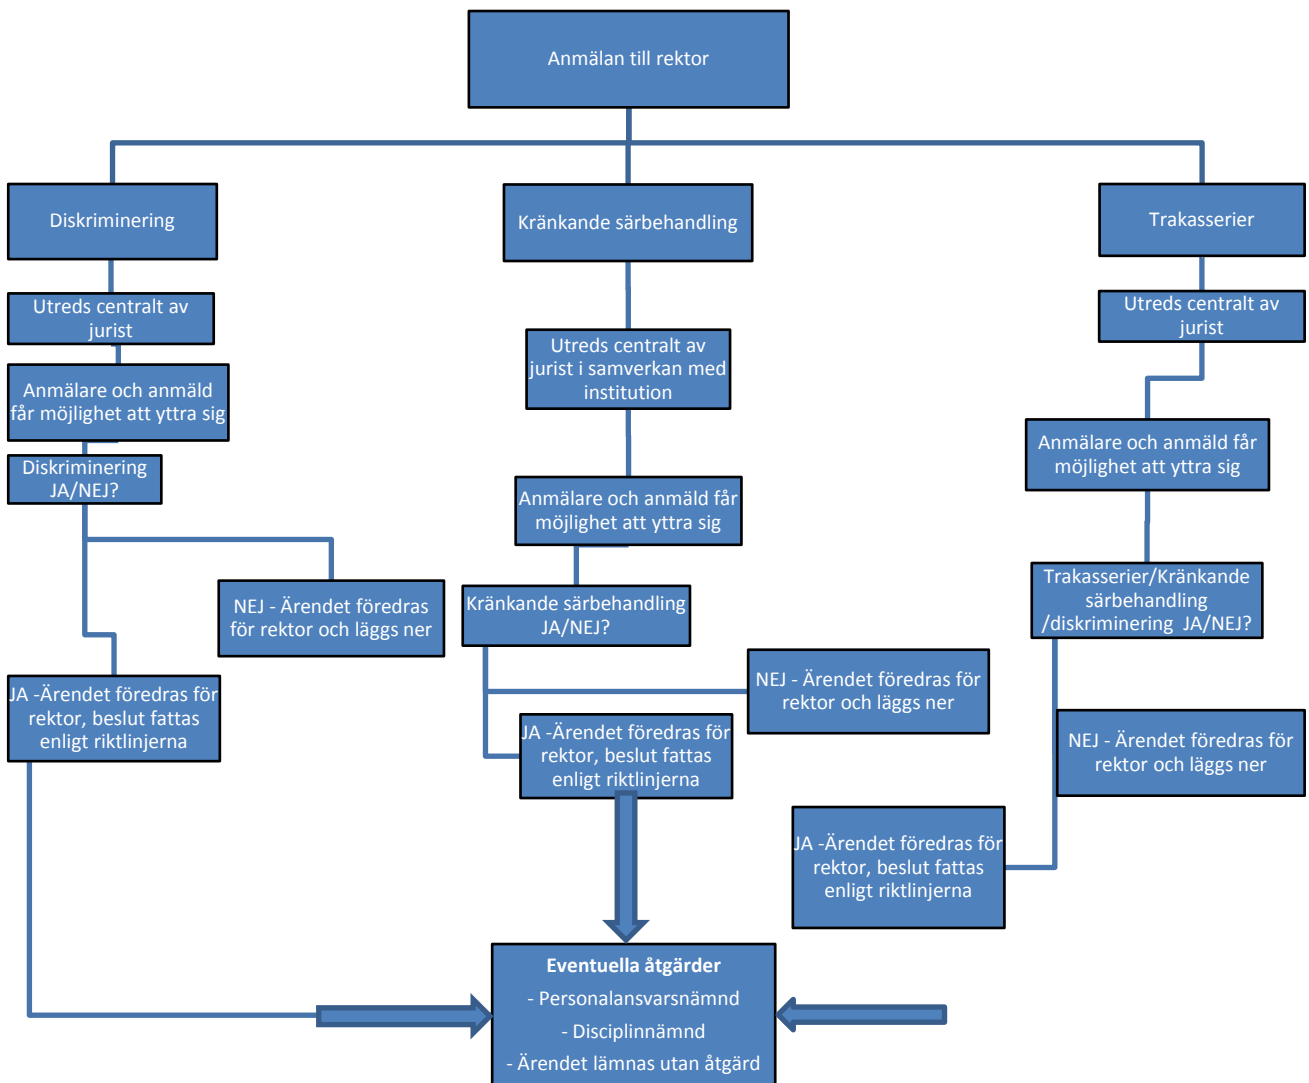 Anmälan till rektor
Diskriminering
Kränkande särbehandling
Trakasserier
Utreds centralt av
jurist
Utreds centralt av
jurist i samverkan med
institution
Utreds centralt av
jurist
Anmälare och anmäld
får möjlighet att yttra sig
Anmälare och anmäld får
möjlighet att yttra sig
Anmälare och anmäld får
möjlighet att yttra sig
Diskriminering
JA/NEJ?
Kränkande särbehandling
JA/NEJ?
Trakasserier/Kränkande
särbehandling
/diskriminering  JA/NEJ?
NEJ - Ärendet föredras
för rektor och läggs ner
NEJ - Ärendet föredras för
rektor och läggs ner
NEJ - Ärendet föredras för
rektor och läggs ner
JA -Ärendet föredras för
rektor, beslut fattas
enligt riktlinjerna
JA -Ärendet föredras för
rektor, beslut fattas
enligt riktlinjerna
JA -Ärendet föredras för
rektor, beslut fattas
enligt riktlinjerna
Eventuella åtgärder
- Personalansvarsnämnd
- Disciplinnämnd
- Ärendet lämnas utan åtgärd